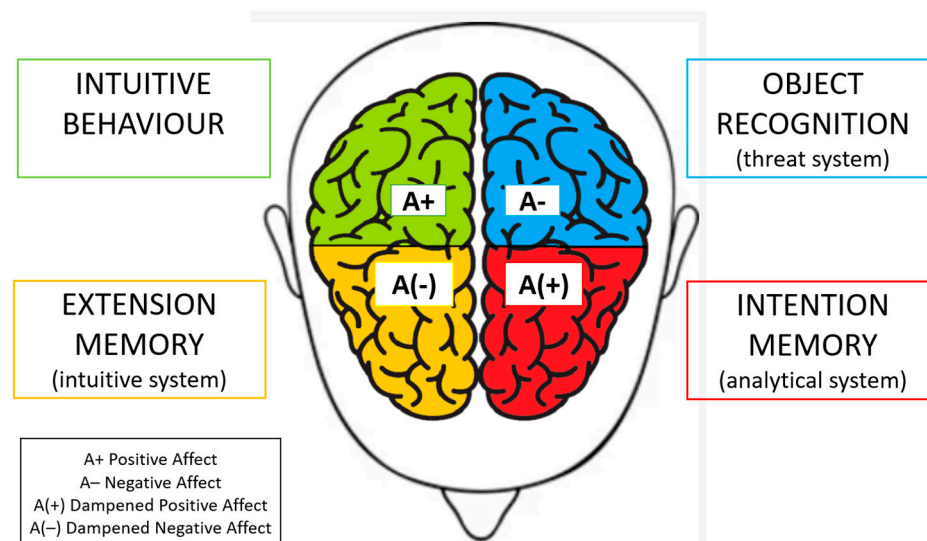 INTUITIVE
BEHAVIOUR
OBJECT
RECOGNITION
(threat system)
A+
A-
A(-)
A(+)
EXTENSION
MEMORY
(intuitive system)
INTENTION
MEMORY
(analytical system)
A+ Positive Affect
A– Negative Affect
A(+) Dampened Positive Affect
A(–) Dampened Negative Affect